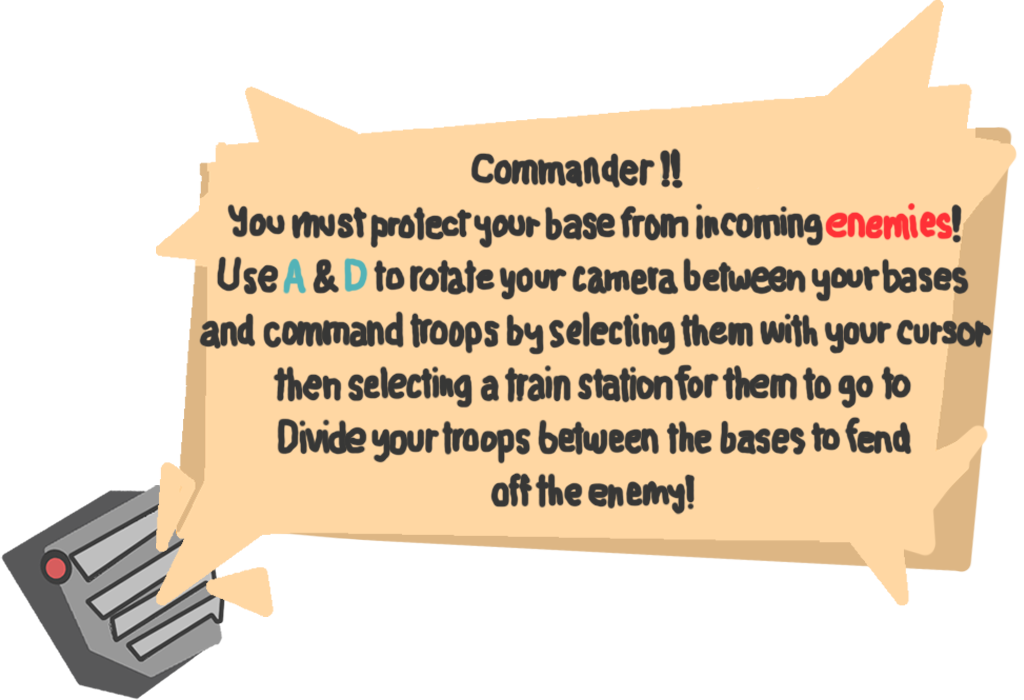 Commander !!
You must protect your base from incoming enemies!
Use A & D to rotate your camera between your bases
and command troops by selecting them with your cursor
then selecting a train station for them to go to
Divide your troops between the bases to fend
off the enemy!